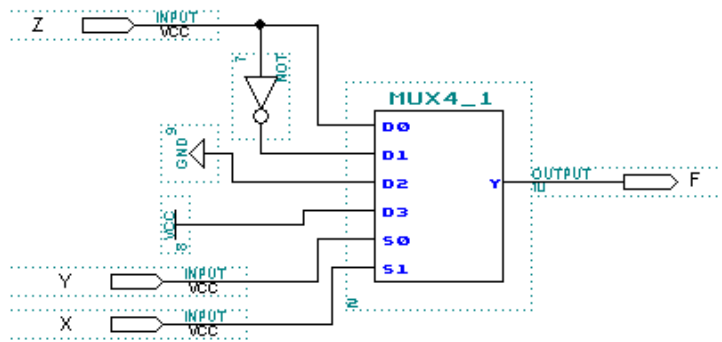 Z
INPUT
VCC
7
NOT
MUX4_1
9
GND
D0
D1
D2
Y
D3
S0
S1
OUTPUT
10
F
VCC
8
Y
INPUT
VCC
2
X
INPUT
VCC